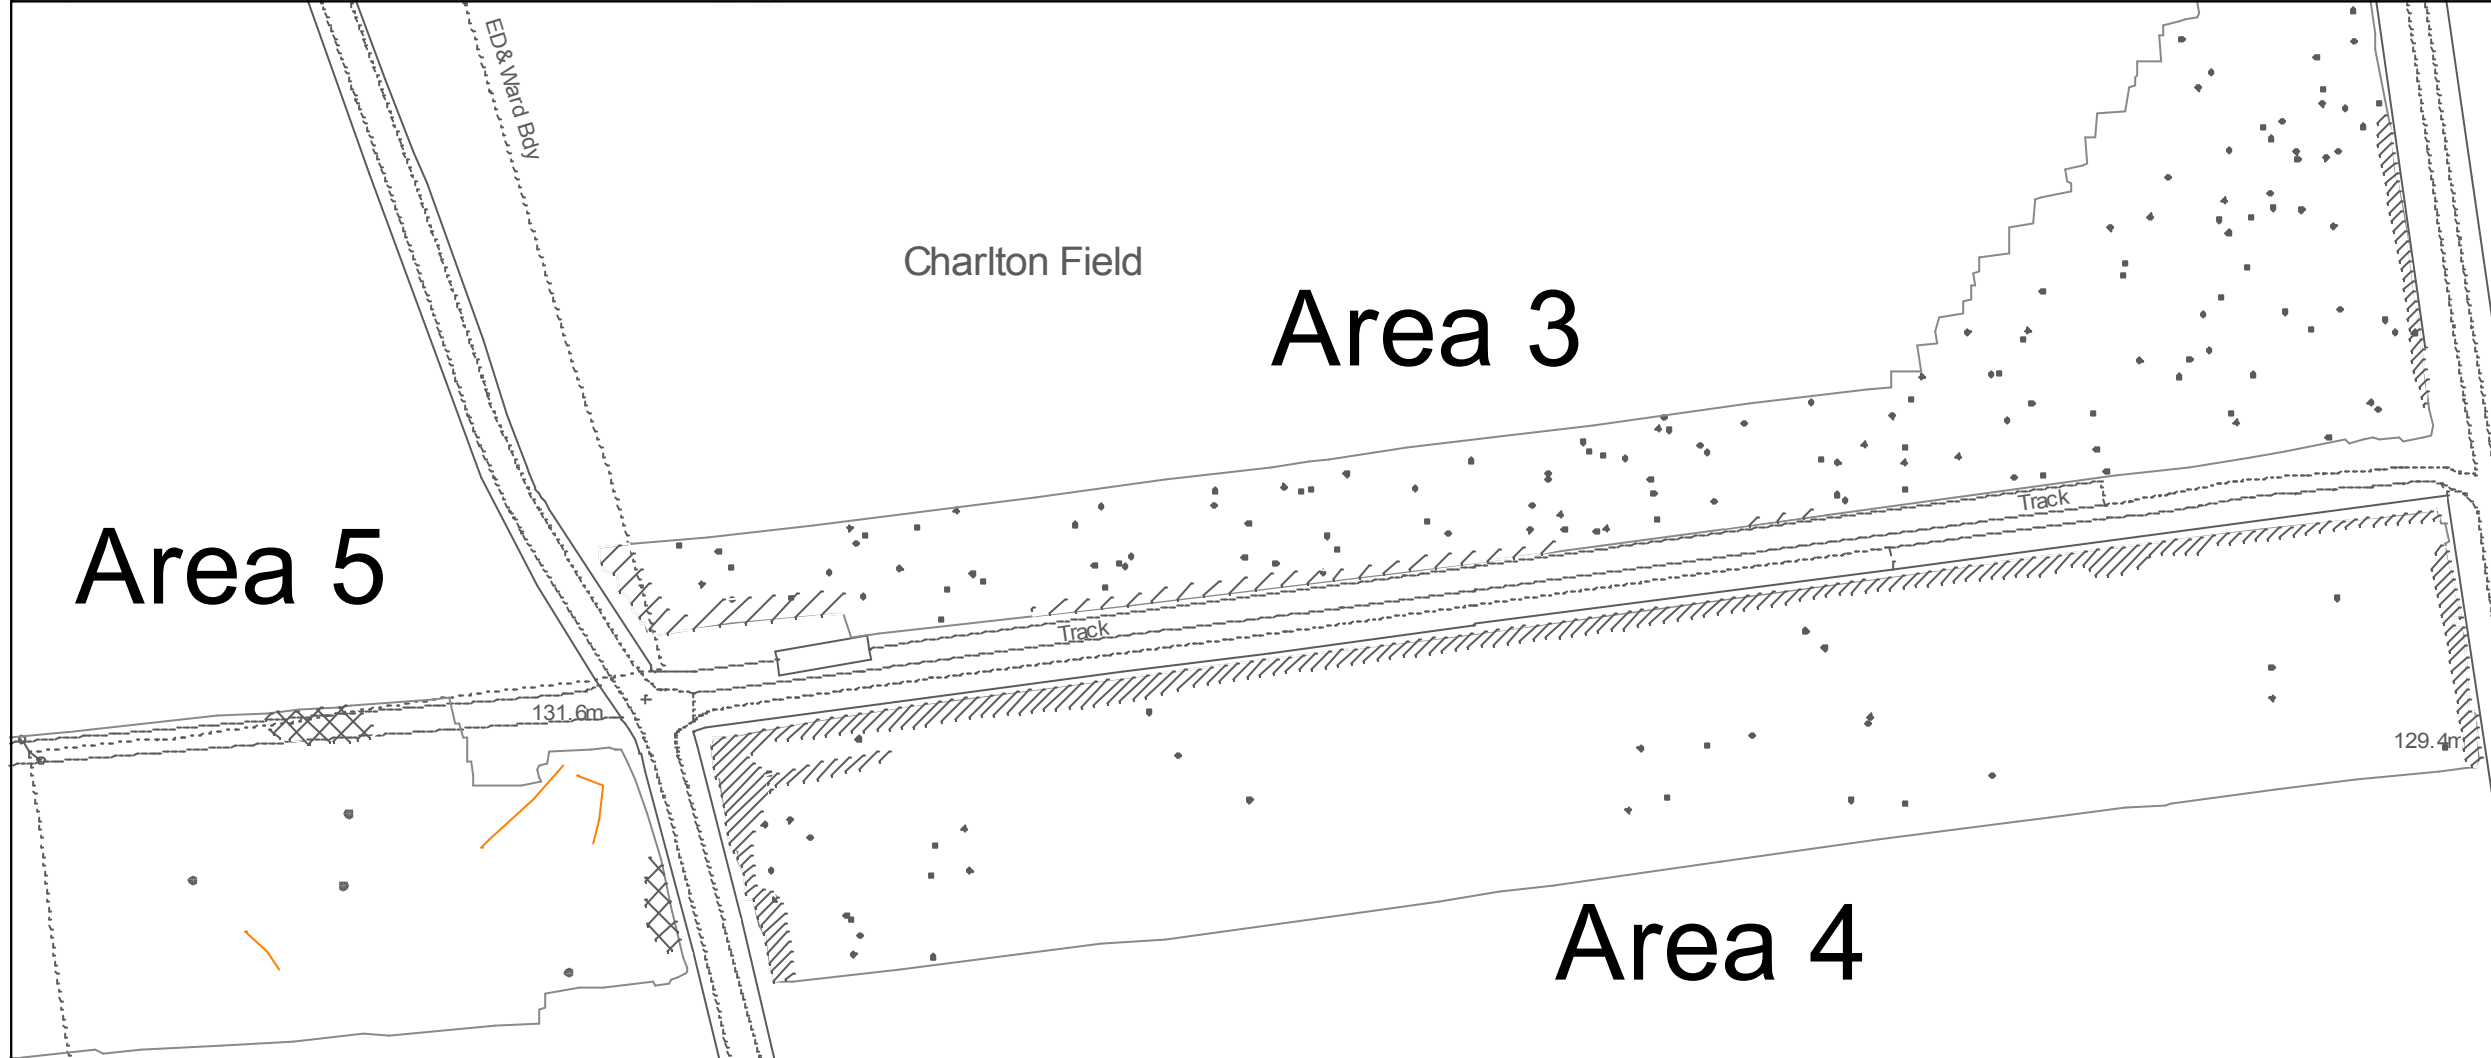 ED & Ward Bdy
Charlton Field
Area 3
Track
Area 5
Track
131.6m
129.4m
Area 4